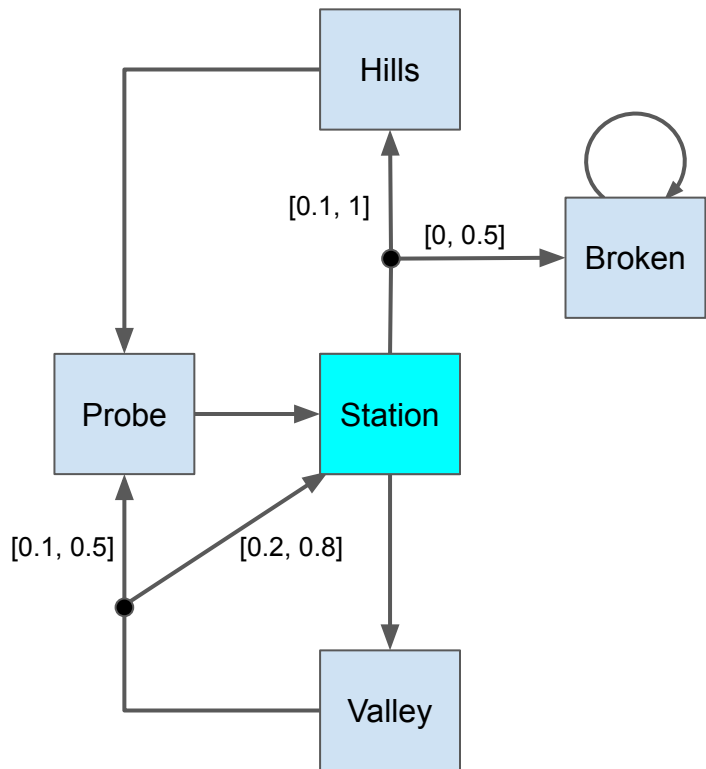 Hills
[0.1, 1]
[0, 0.5]
Broken
Probe
Station
[0.1, 0.5]
[0.2, 0.8]
Valley